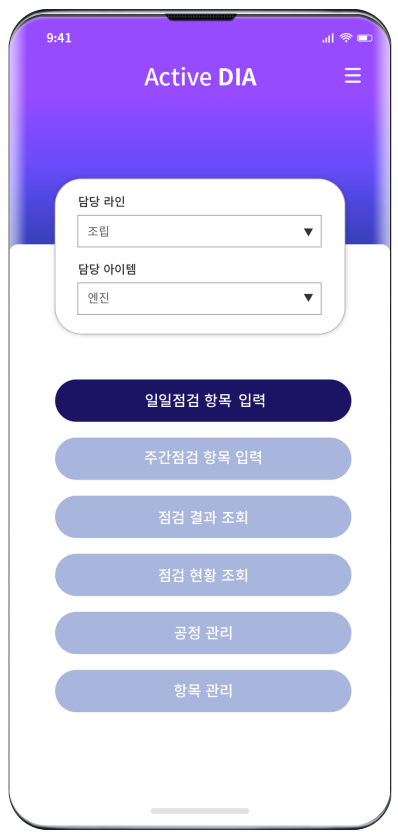 9:41
Active DIA
담당 라인
조립
담당 아이템
엔진
일일점검 항목 입력
주간점검 항목 입력
점검 결과 조회
점검 현황 조회
공정 관리
항목 관리